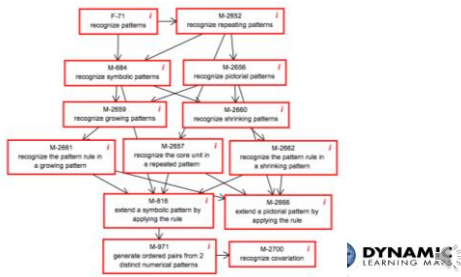 F-71 i
recognize patterns
M-2652 i
recognize repeating patterns
M-684 i
recognize symbolic patterns
M-2656 i
recognize pictorial patterns
M-2659 i
recognize growing patterns
M-2660 i
recognize shrinking patterns
M-2661 i
recognize the pattern rule in
a growing pattern
M-2657 i
recognize the core unit in
a repeated pattern
M-2662 i
recognize the pattern rule in
a shrinking pattern
M-816 i
extend a symbolic pattern by
applying the rule
M-2666 i
extend a pictorial pattern by
applying the rule
M-971 i
generate ordered pairs from 2
distinct numerical patterns
M-2700 i
recognize covariation
DYNAMIC
LEARNING MAPS